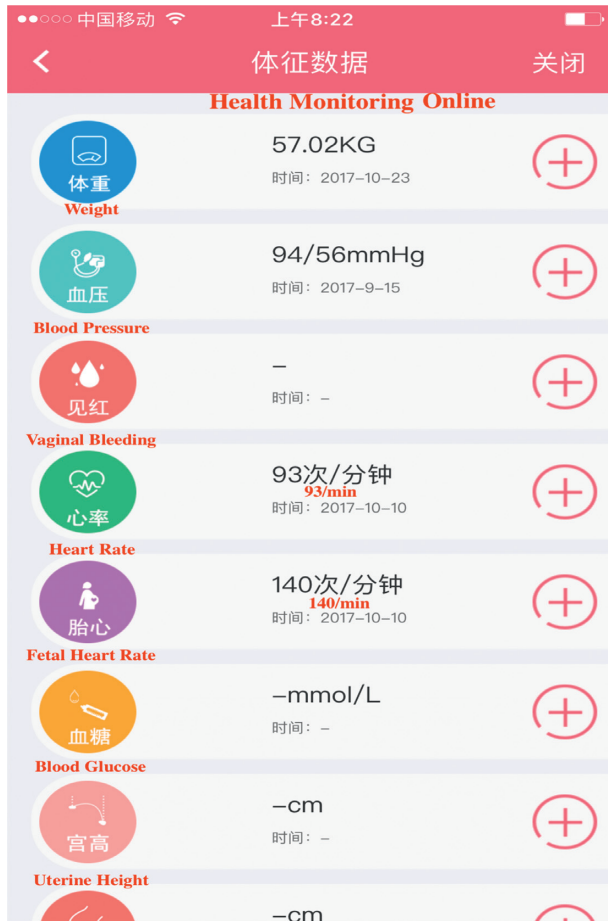 中国移动 上午8:22
体征数据 关闭
Health Monitoring Online
体重
57.02KG
时间：2017-10-23
Weight
血压
94/56mmHg
时间：2017-9-15
Blood Pressure
见红
–
时间：–
Vaginal Bleeding
心率
93次/分钟
93/min
时间：2017-10-10
Heart Rate
胎心
140次/分钟
140/min
时间：2017-10-10
Fetal Heart Rate
血糖
–mmol/L
时间：–
Blood Glucose
宫高
–cm
时间：–
Uterine Height
–cm